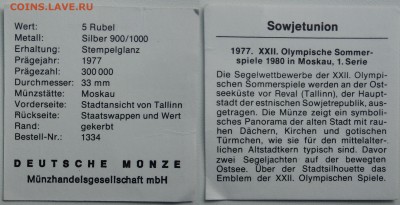 COINS.LAVE.RU
Wert: 5 Rubel
Metall: Silber 900/1000
Erhaltung: Stempelglanz
Prägejahr: 1977
Prägezahl: 300 000
Durchmesser: 33 mm
Münzstätte: Moskau
Vorderseite: Stadtansicht von Tallinn
Rückseite: Staatswappen und Wert
Rand: gekerbt
Bestell-Nr.: 1334
DEUTSCHE MÜNZE
Münzhandelsgesellschaft mbH
Sowjetunion
1977. XXII. Olympische Sommer-
spiele 1980 in Moskau, 1. Serie
Die Segelwettbewerbe der XXII. Olympi-
schen Sommerspiele werden an der Ost-
seeküste vor Reval (Tallinn), der Haupt-
stadt der estnischen Sowjetrepublik, aus-
getragen. Die Münze zeigt ein symboli-
sches Panorama der alten Stadt mit rau-
hen Dächern, Kirchen und gotischen
Türmchen, wie sie für den mittelalter-
lichen Altstadtkern typisch sind. Davor
zwei Segeljachten auf der bewegten
Ostsee. Über der Stadtsilhouette das
Emblem der XXII. Olympischen Spiele.